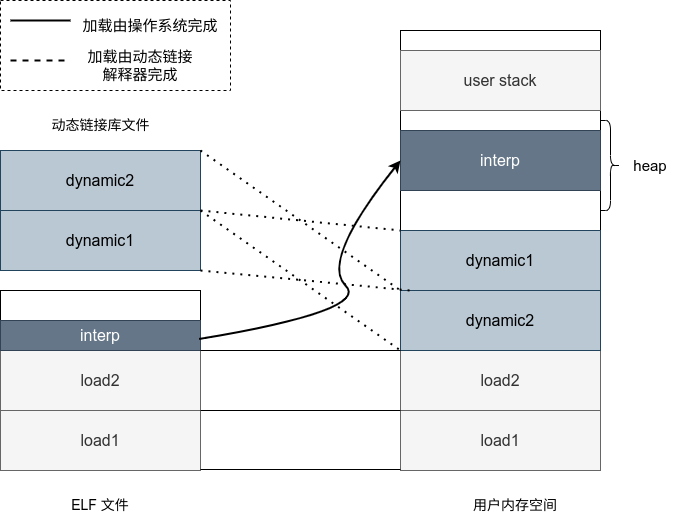 加载由操作系统完成
加载由动态链接
解释器完成
动态链接库文件
dynamic2
dynamic1
interp
load2
load1
ELF 文件
user stack
interp
heap
dynamic1
dynamic2
load2
load1
用户内存空间